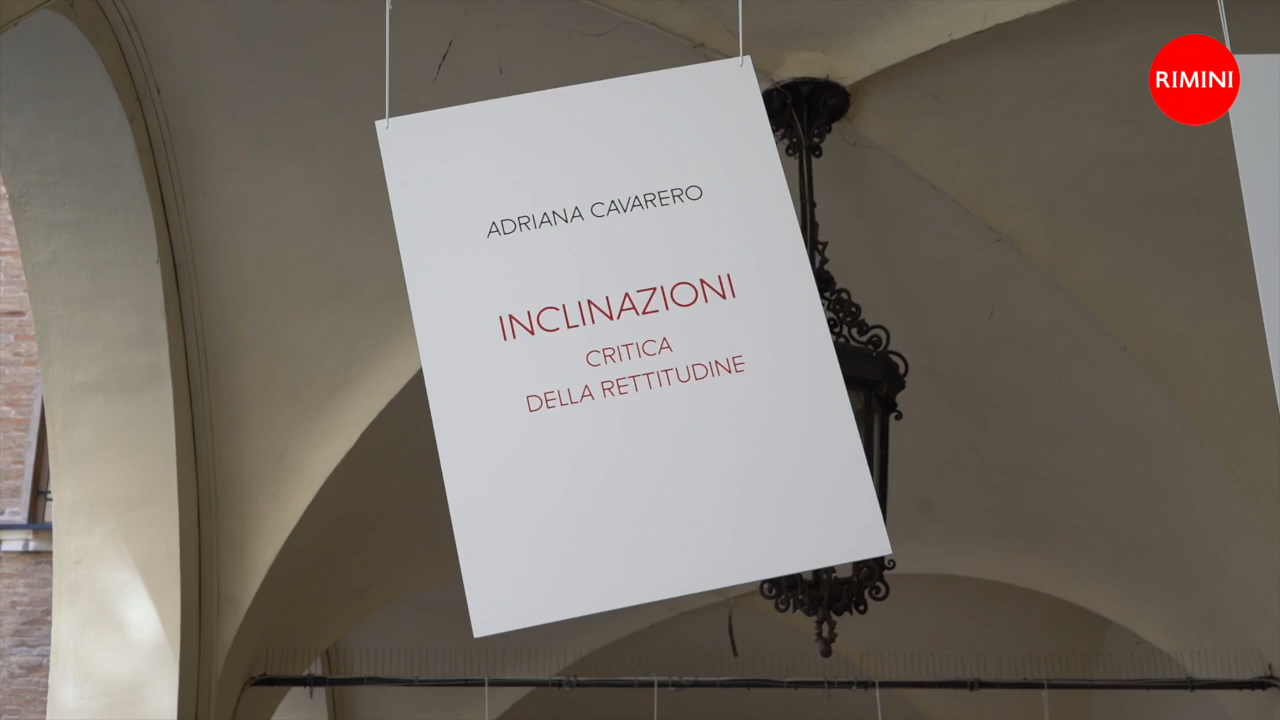 RIMINI
ADRIANA CAVARERO
INCLINAZIONI
CRITICA
DELLA RETTITUDINE